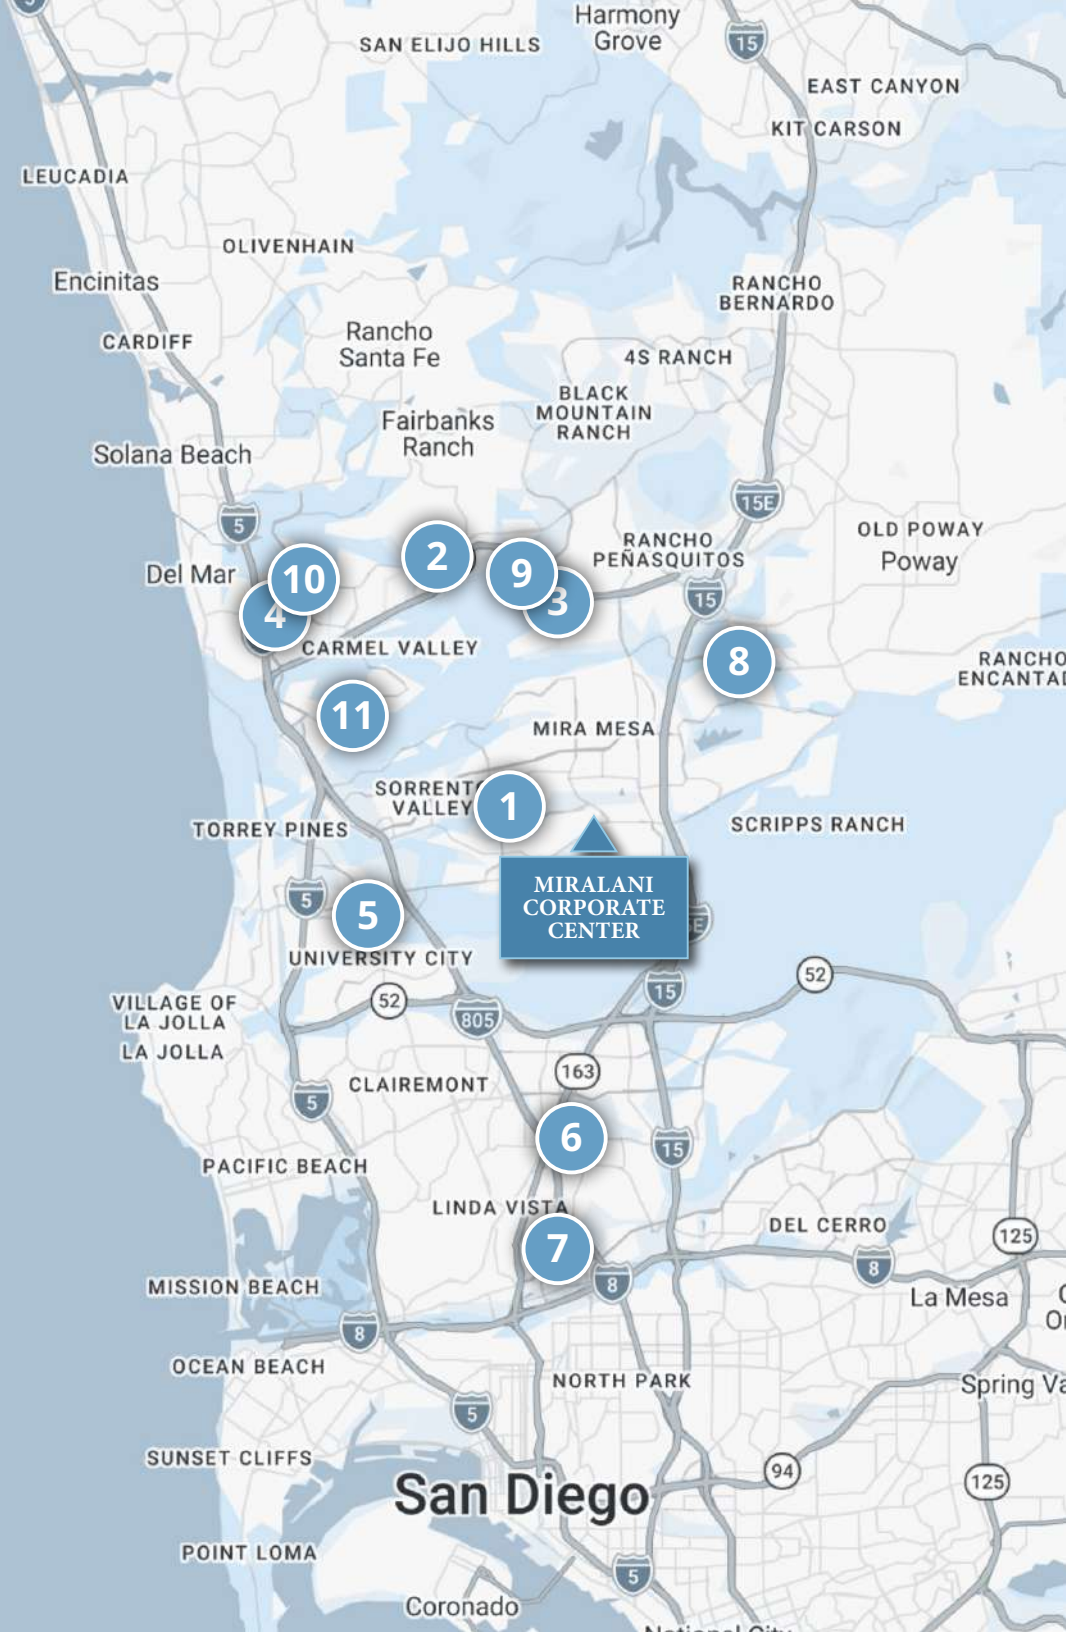 Harmony
Grove
SAN ELIJO HILLS
15
EAST CANYON
KIT CARSON
LEUCADIA
OLIVENHAIN
Encinitas
RANCHO
BERNARDO
CARDIFF
Rancho
Santa Fe
4S RANCH
BLACK
MOUNTAIN
RANCH
Fairbanks
Ranch
Solana Beach
15E
5
OLD POWAY
Poway
RANCHO
PEÑASQUITOS
Del Mar
10
2
9
3
4
15
CARMEL VALLEY
8
RANCHO
11
MIRA MESA
SORRENTO
VALLEY
1
TORREY PINES
SCRIPPS RANCH
MIRALANI
CORPORATE
CENTER
5
5
UNIVERSITY CITY
52
52
15
805
VILLAGE OF
LA JOLLA
LA JOLLA
163
CLAIREMONT
5
6
15
PACIFIC BEACH
LINDA VISTA
DEL CERRO
125
7
8
8
MISSION BEACH
La Mesa
8
OCEAN BEACH
NORTH PARK
Spring Va
5
SUNSET CLIFFS
94
125
San Diego
POINT LOMA
5
Coronado
National City